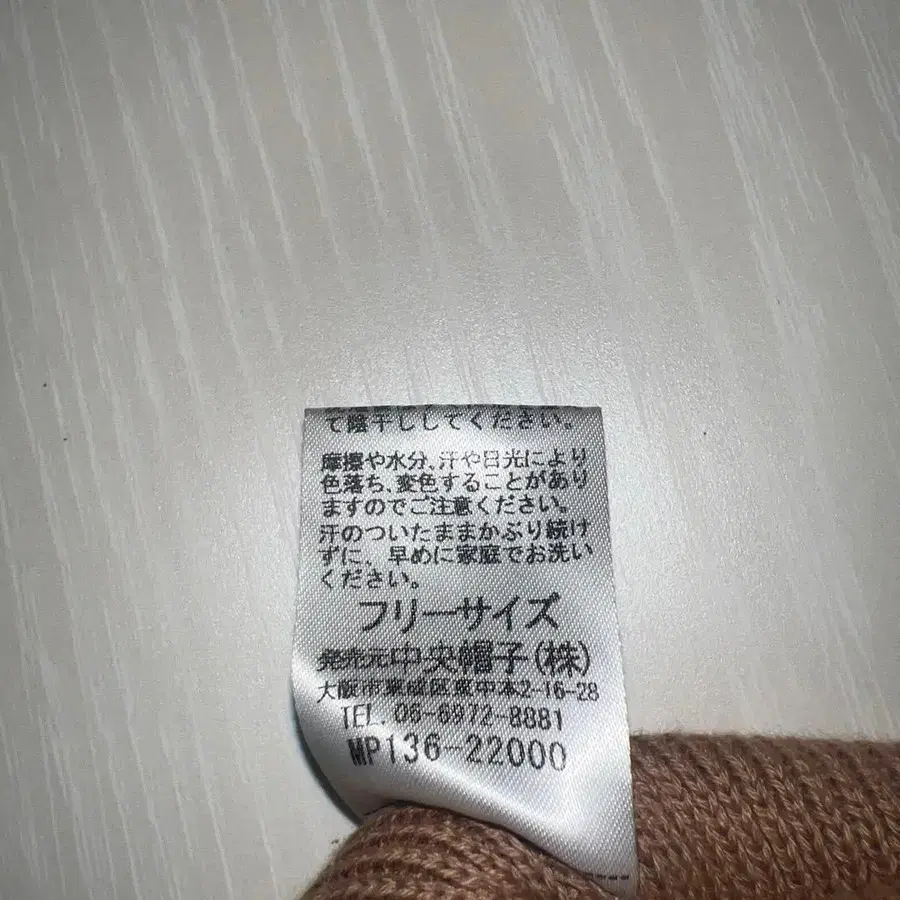 て陰干ししてください。
摩擦や水分、汗や日光により
色落ち、変色することがあり
ますのでご注意ください。
汗のついたままかぶり続け
ずに、早めに家庭でお洗い
ください。
フリーサイズ
発売元中央帽子(株)
大阪市東成区東中本2-16-28
TEL. 06-6972-8881
MP136-22000